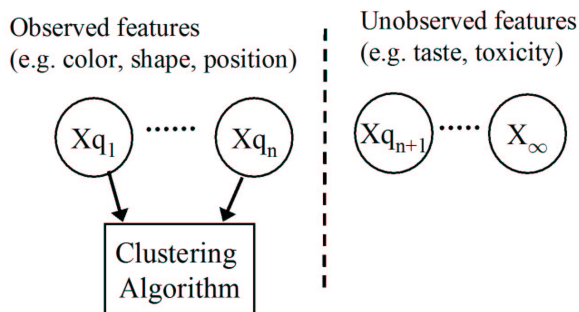 Observed features
(e.g. color, shape, position)
Unobserved features
(e.g. taste, toxicity)
Xq₁ ...... Xqₙ
Xqₙ₊₁ ..... X∞
Clustering
Algorithm